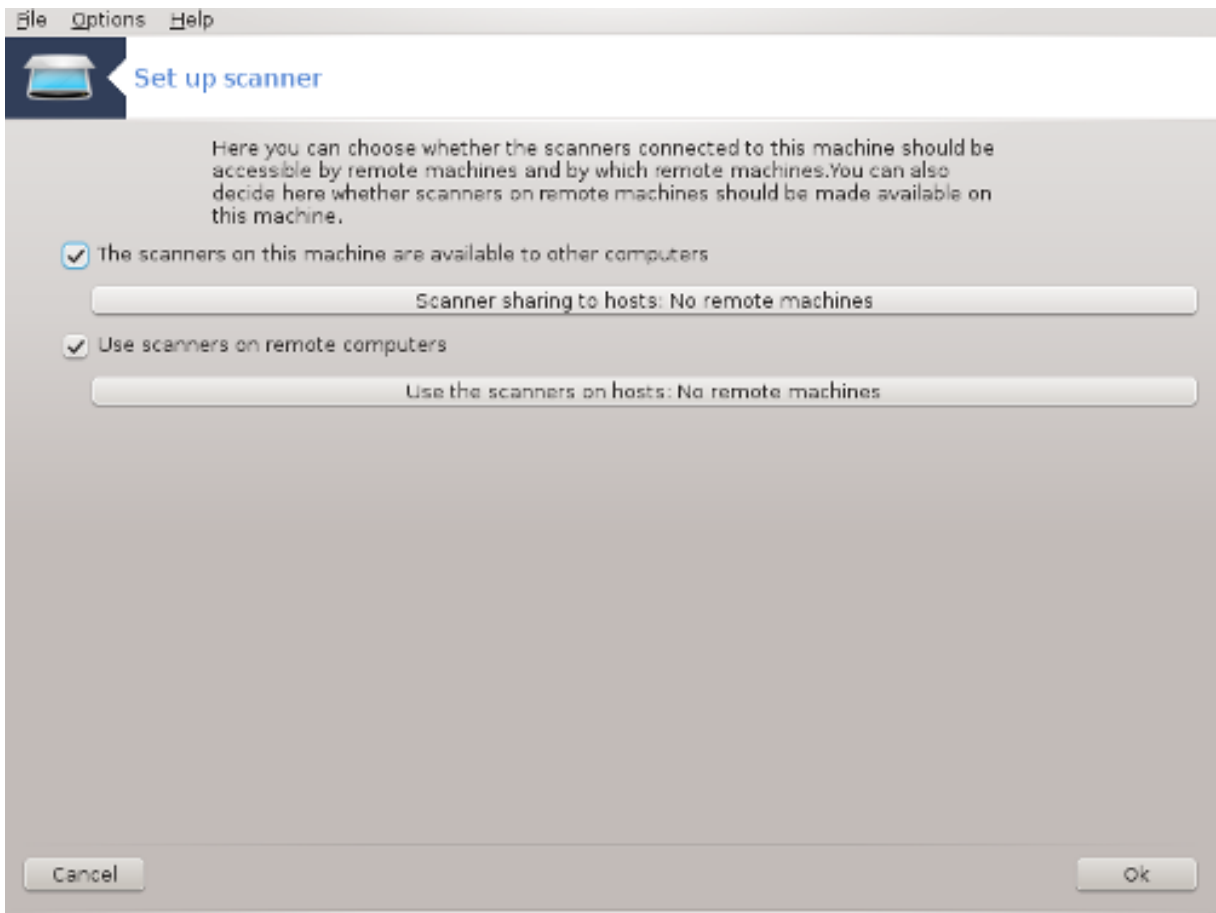 File Options Help
Set up scanner
Here you can choose whether the scanners connected to this machine should be
accessible by remote machines and by which remote machines.You can also
decide here whether scanners on remote machines should be made available on
this machine.
The scanners on this machine are available to other computers
Scanner sharing to hosts: No remote machines
Use scanners on remote computers
Use the scanners on hosts: No remote machines
Cancel Ok